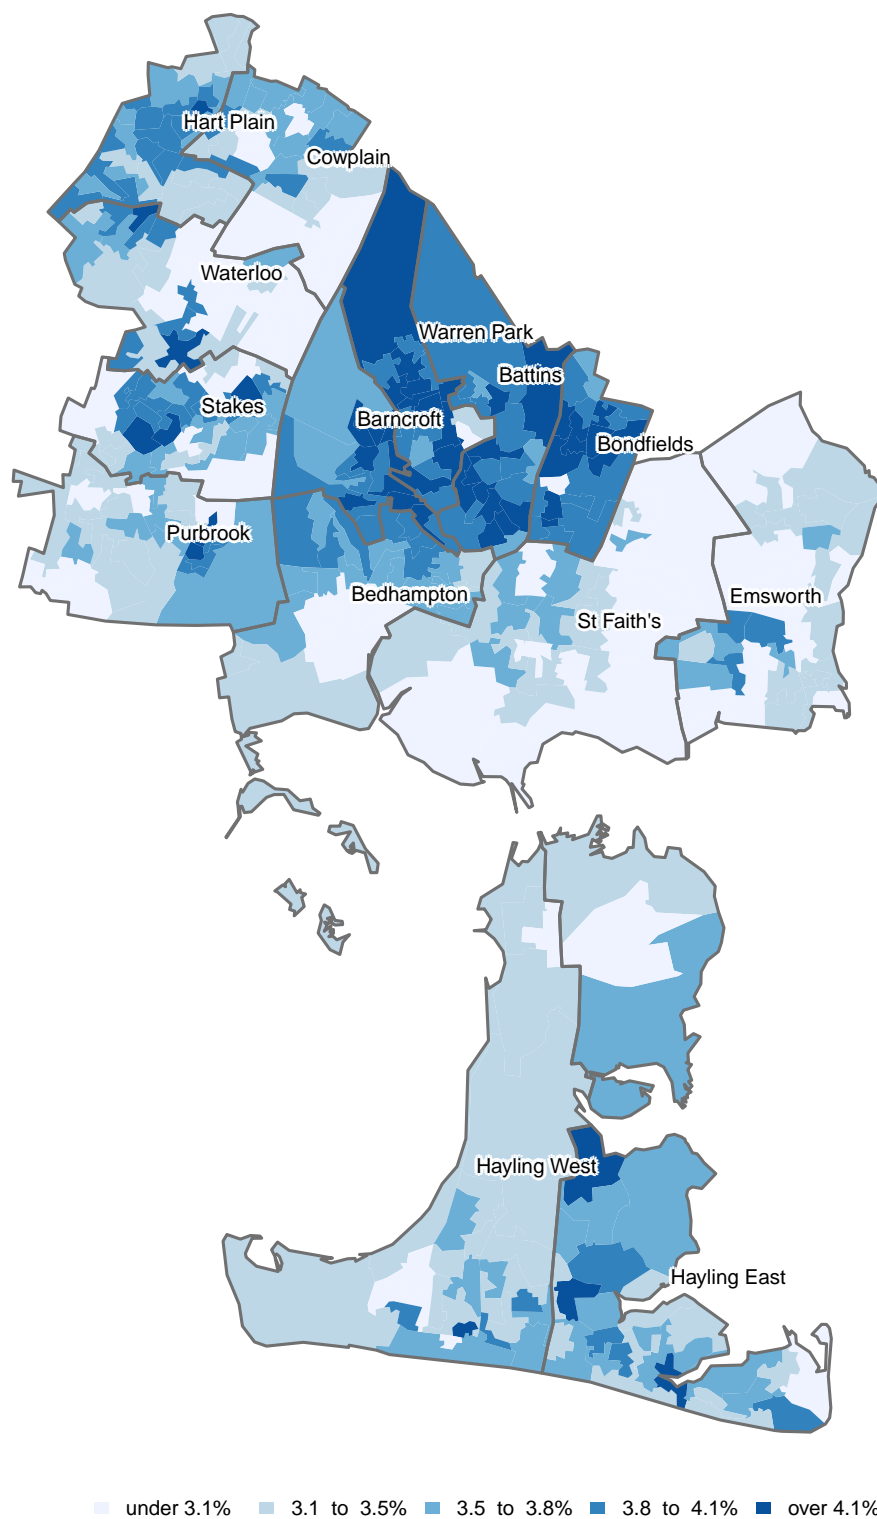 Hart Plain
Cowplain
Waterloo
Warren Park
Battins
Stakes
Barncroft
Bondfields
Purbrook
Bedhampton
Emsworth
St Faith's
Hayling West
Hayling East
under 3.1%
3.1 to 3.5%
3.5 to 3.8%
3.8 to 4.1%
over 4.1%